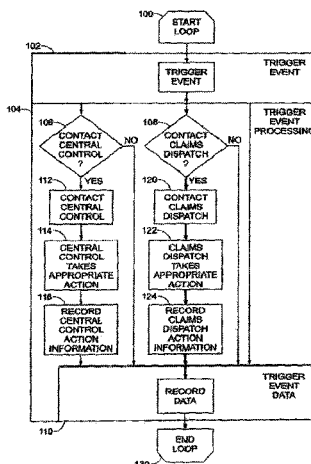 100
START
LOOP
102
TRIGGER
EVENT
TRIGGER
EVENT
104
TRIGGER
EVENT
PROCESSING
106
CONTACT
CENTRAL
CONTROL
?
NO
YES
108
CONTACT
CLAIMS
DISPATCH
?
NO
YES
112
CONTACT
CENTRAL
CONTROL
120
CONTACT
CLAIMS
DISPATCH
114
CENTRAL
CONTROL
TAKES
APPROPRIATE
ACTION
122
CLAIMS
DISPATCH
TAKES
APPROPRIATE
ACTION
116
RECORD
CENTRAL
CONTROL
ACTION
INFORMATION
124
RECORD
CLAIMS
DISPATCH
ACTION
INFORMATION
TRIGGER
EVENT
DATA
RECORD
DATA
110
END
LOOP
130